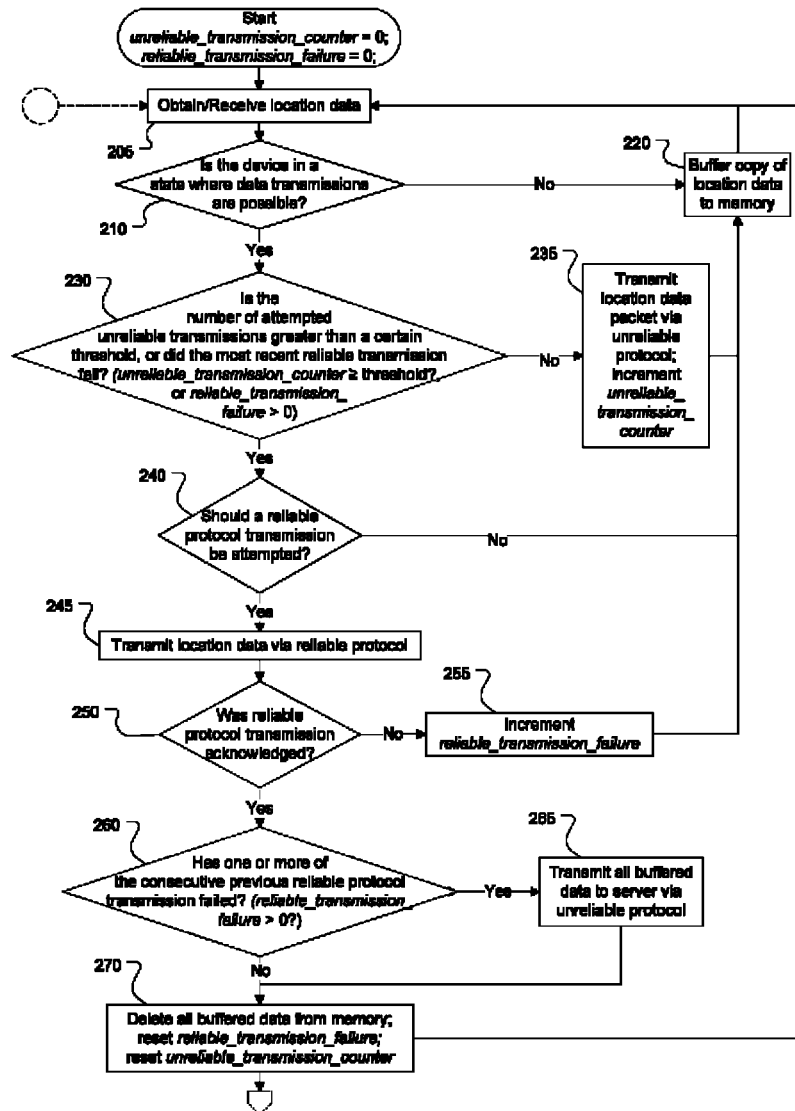 Start
unreliable_transmission_counter = 0;
reliablie_transmission_failure = 0;
Obtain/Receive location data
205
Is the device in a
state where data transmissions
are possible?
210
No
220
Buffer copy of
location data
to memory
Yes
230
Is the
number of attempted
unreliable transmissions greater than a certain
threshold, or did the most recent reliable transmission
fail? (unreliable_transmission_counter ≥ threshold?,
or reliable_transmission_
failure > 0)
No
235
Transmit
location data
packet via
unreliable
protocol;
increment
unreliable_
transmission_
counter
Yes
240
Should a reliable
protocol transmission
be attempted?
No
Yes
245
Transmit location data via reliable protocol
250
Was reliable
protocol transmission
acknowledged?
No
255
Increment
reliable_transmission_failure
Yes
260
Has one or more of
the consecutive previous reliable protocol
transmission failed? (reliable_transmission_
failure > 0?)
Yes
265
Transmit all buffered
data to server via
unreliable protocol
No
270
Delete all buffered data from memory;
reset reliable_transmission_failure;
reset unreliable_transmission_counter